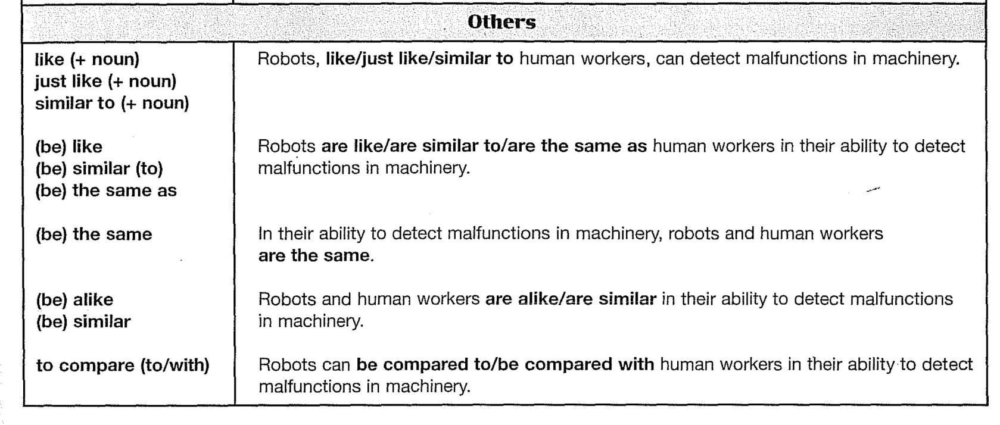 Others
like (+ noun)
just like (+ noun)
similar to (+ noun)
Robots, like/just like/similar to human workers, can detect malfunctions in machinery.
(be) like
(be) similar (to)
(be) the same as
Robots are like/are similar to/are the same as human workers in their ability to detect
malfunctions in machinery.
(be) the same
In their ability to detect malfunctions in machinery, robots and human workers
are the same.
(be) alike
(be) similar
Robots and human workers are alike/are similar in their ability to detect malfunctions
in machinery.
to compare (to/with)
Robots can be compared to/be compared with human workers in their ability to detect
malfunctions in machinery.